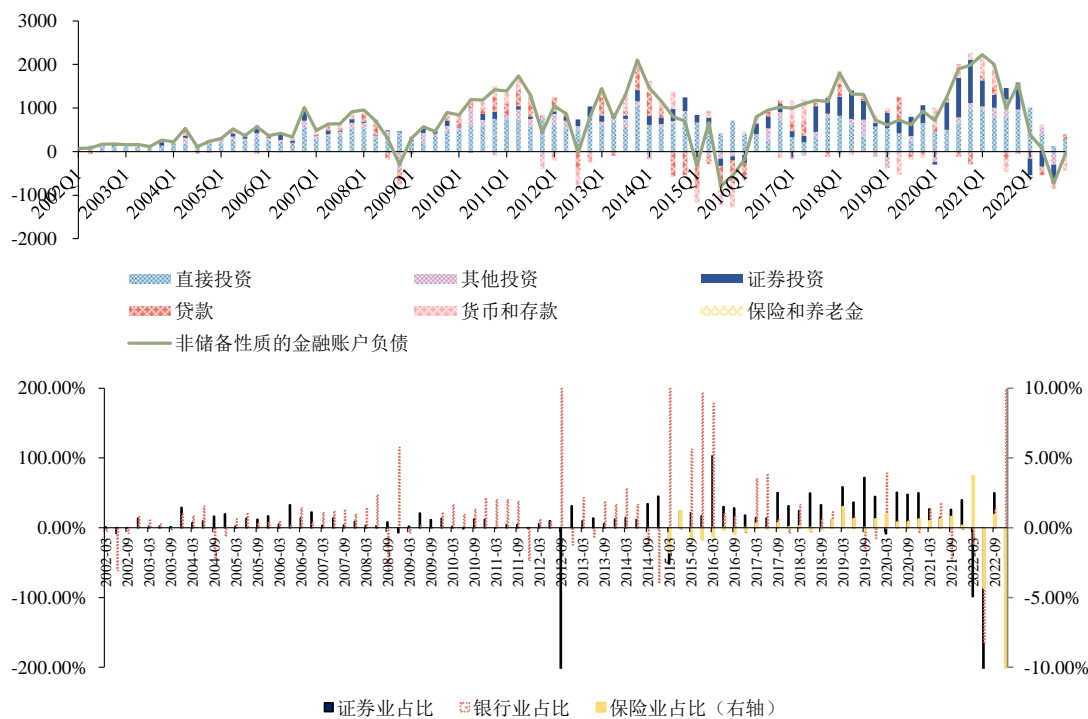 3000
2000
1000
0
-1000
-2000
2002Q1
2003Q1
2004Q1
2005Q1
2006Q1
2007Q1
2008Q1
2009Q1
2010Q1
2011Q1
2012Q1
2013Q1
2014Q1
2015Q1
2016Q1
2017Q1
2018Q1
2019Q1
2020Q1
2021Q1
2022Q1
直接投资 其他投资 证券投资
贷款 货币和存款 保险和养老金
非储备性质的金融账户负债
200.00% 10.00%
100.00% 5.00%
0.00% 0.00%
-100.00% -5.00%
-200.00% -10.00%
2002-03
2002-09
2003-03
2003-09
2004-03
2004-09
2005-03
2005-09
2006-03
2006-09
2007-03
2007-09
2008-03
2008-09
2009-03
2009-09
2010-03
2010-09
2011-03
2011-09
2012-03
2012-09
2013-03
2013-09
2014-03
2014-09
2015-03
2015-09
2016-03
2016-09
2017-03
2017-09
2018-03
2018-09
2019-03
2019-09
2020-03
2020-09
2021-03
2021-09
2022-03
2022-09
证券业占比 银行业占比 保险业占比（右轴）